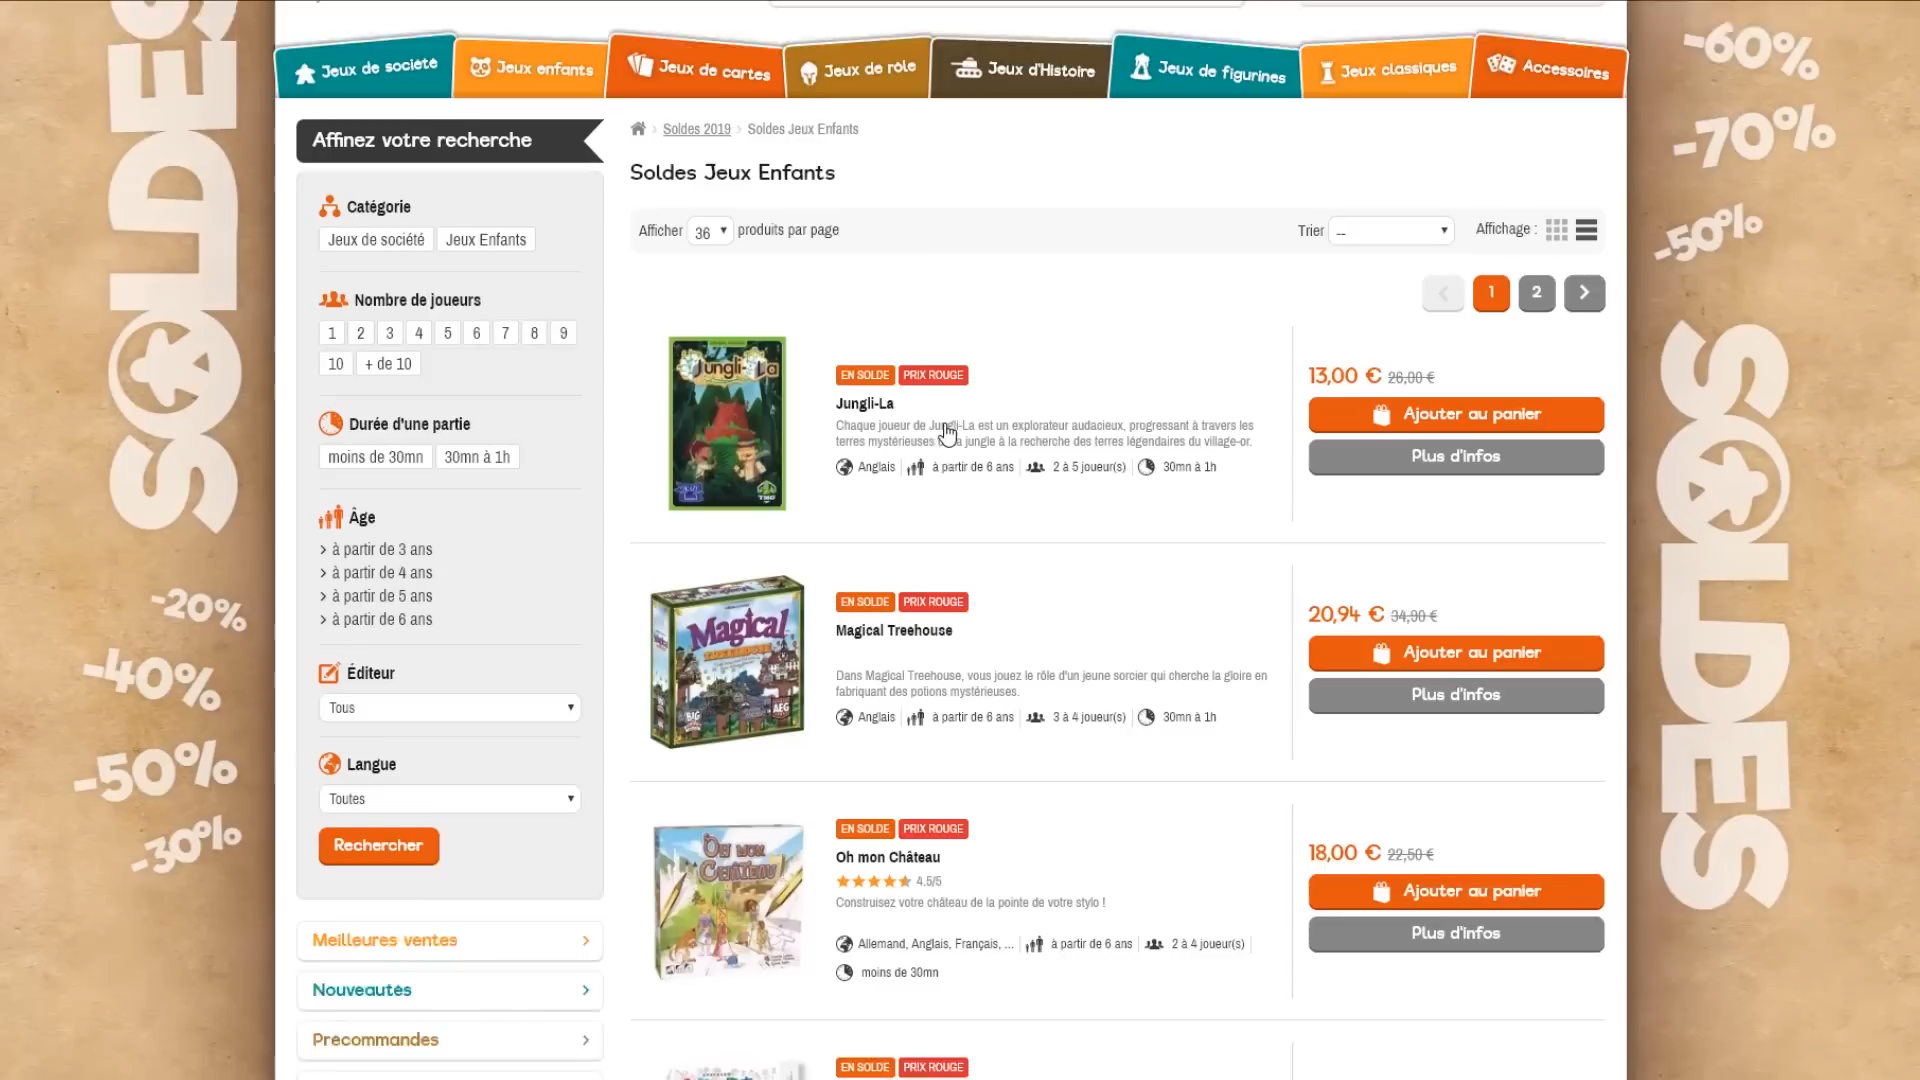 SOLDES
-60%
-70%
-50%
SOLDES
-20%
-40%
-50%
-30%
Jeux de société
Jeux enfants
Jeux de cartes
Jeux de rôle
Jeux d'Histoire
Jeux de figurines
Jeux classiques
Accessoires
Affinez votre recherche
Catégorie
Jeux de société Jeux Enfants
Nombre de joueurs
1 2 3 4 5 6 7 8 9
10 + de 10
Durée d'une partie
moins de 30mn 30mn à 1h
Âge
> à partir de 3 ans
> à partir de 4 ans
> à partir de 5 ans
> à partir de 6 ans
Éditeur
Tous
Langue
Toutes
Rechercher
Meilleures ventes
Nouveautés
Précommandes
> Soldes 2019 > Soldes Jeux Enfants
Soldes Jeux Enfants
Afficher 36 produits par page
Trier --
Affichage :
1 2
Jungli-La
EN SOLDE PRIX ROUGE
Jungli-La
Chaque joueur de Jungli-La est un explorateur audacieux, progressant à travers les
terres mystérieuses la jungle à la recherche des terres légendaires du village-or.
Anglais à partir de 6 ans 2 à 5 joueur(s) 30mn à 1h
13,00 € 26,00 €
Ajouter au panier
Plus d'infos
Magical
TREEHOUSE
BIG
AEG
EN SOLDE PRIX ROUGE
Magical Treehouse
Dans Magical Treehouse, vous jouez le rôle d'un jeune sorcier qui cherche la gloire en
fabriquant des potions mystérieuses.
Anglais à partir de 6 ans 3 à 4 joueur(s) 30mn à 1h
20,94 € 34,90 €
Ajouter au panier
Plus d'infos
OH MON
CHÂTEAU
EN SOLDE PRIX ROUGE
Oh mon Château
4.5/5
Construisez votre château de la pointe de votre stylo !
Allemand, Anglais, Français, ... à partir de 6 ans 2 à 4 joueur(s)
moins de 30mn
18,00 € 22,50 €
Ajouter au panier
Plus d'infos
EN SOLDE PRIX ROUGE